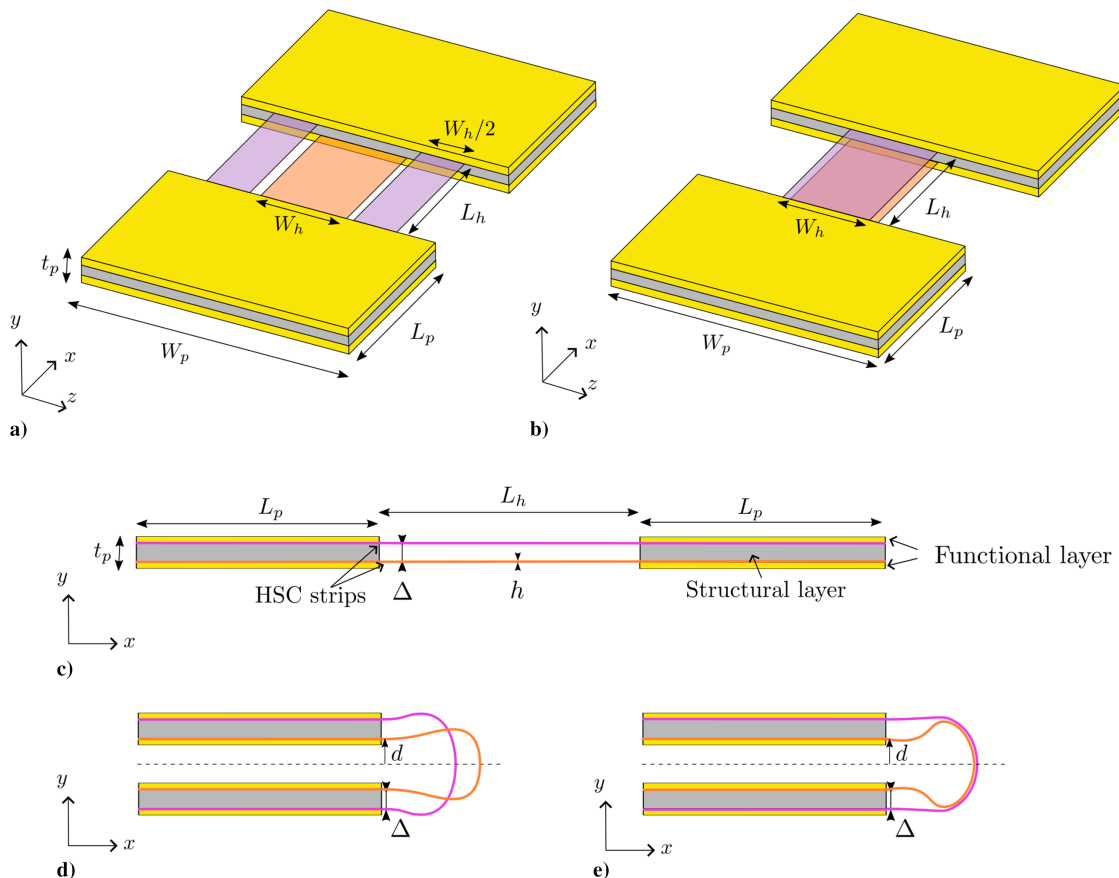 W_h/2
L_h
W_h
t_p
L_p
W_p
y
x
z
a)
L_h
W_h
L_p
W_p
y
x
z
b)
L_p
L_h
L_p
t_p
Functional layer
HSC strips
Δ
h
Structural layer
y
x
c)
d
y
Δ
x
d)
d
y
Δ
x
e)